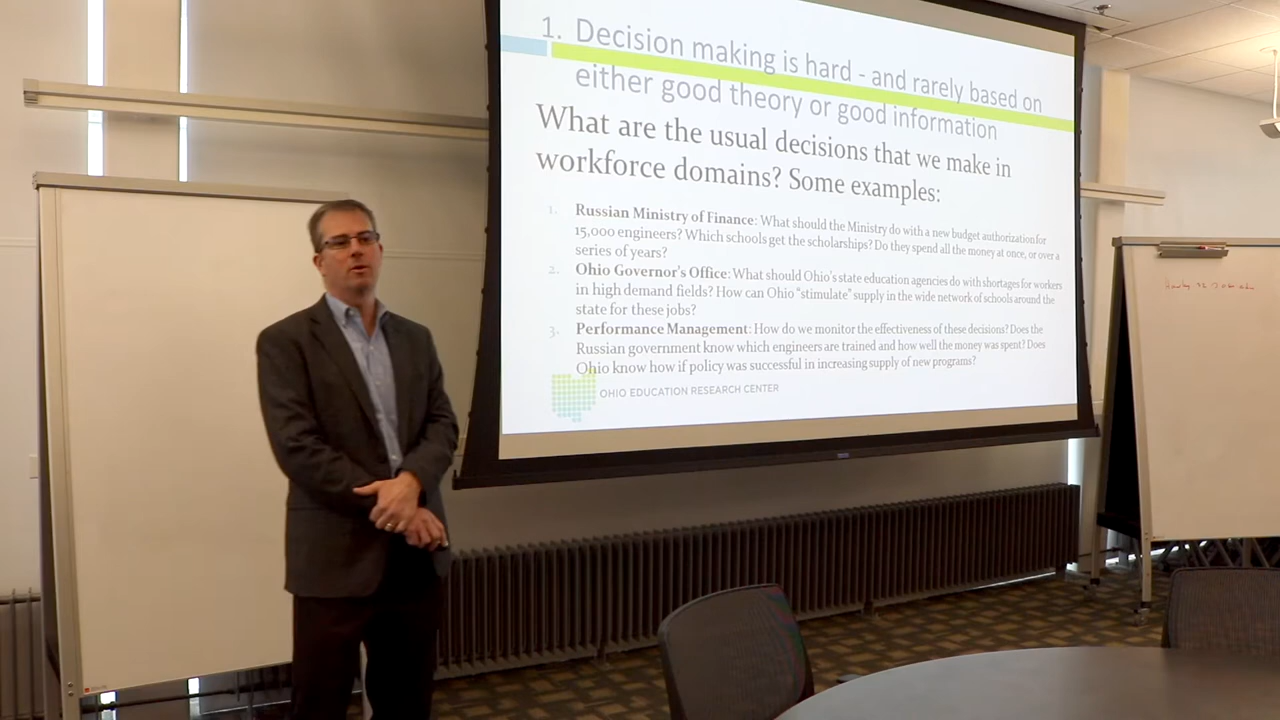 1. Decision making is hard - and rarely based on
either good theory or good information
What are the usual decisions that we make in
workforce domains? Some examples:
1. Russian Ministry of Finance: What should the Ministry do with a new budget authorization for
15,000 engineers? Which schools get the scholarships? Do they spend all the money at once, or over a
series of years?
2. Ohio Governor's Office: What should Ohio's state education agencies do with shortages for workers
in high demand fields? How can Ohio "stimulate" supply in the wide network of schools around the
state for these jobs?
3. Performance Management: How do we monitor the effectiveness of these decisions? Does the
Russian government know which engineers are trained and how well the money was spent? Does
Ohio know how if policy was successful in increasing supply of new programs?
OHIO EDUCATION RESEARCH CENTER